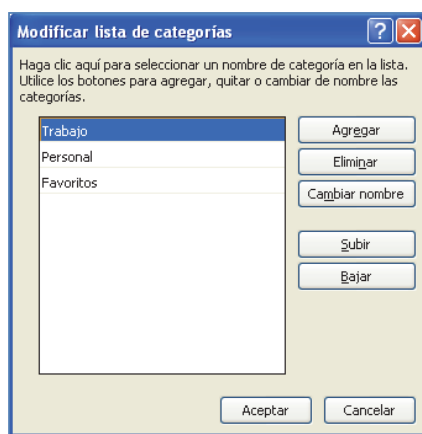 Modificar lista de categorías
Haga clic aquí para seleccionar un nombre de categoría en la lista.
Utilice los botones para agregar, quitar o cambiar de nombre las
categorías.
Trabajo
Personal
Favoritos
Agregar
Eliminar
Cambiar nombre
Subir
Bajar
Aceptar
Cancelar